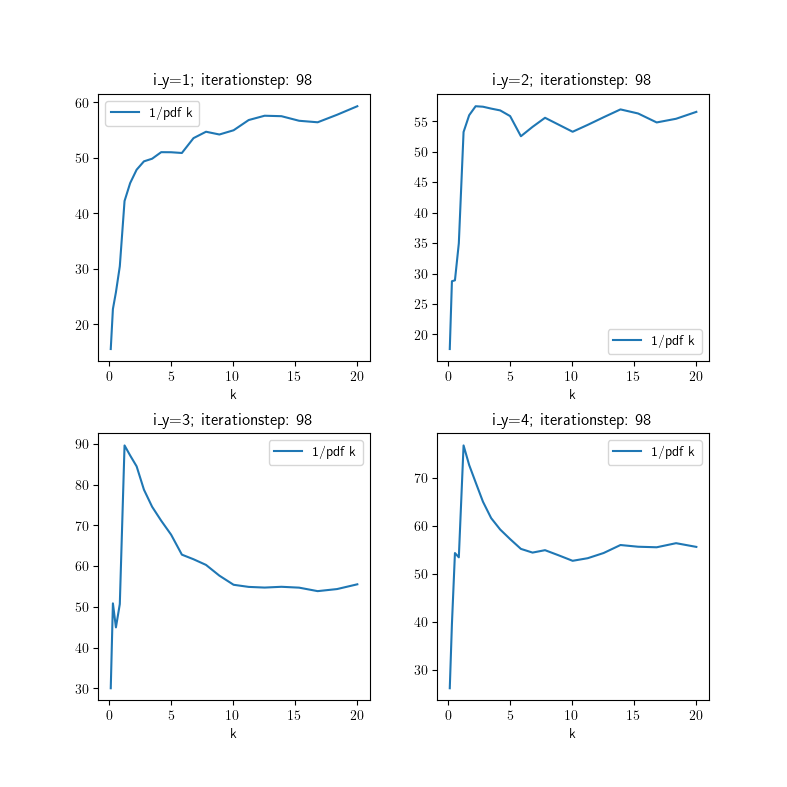 i_y=1; iterationstep: 98
60
50
40
30
20
1/pdf k
0 5 10 15 20
k
i_y=2; iterationstep: 98
55
50
45
40
35
30
25
20
1/pdf k
0 5 10 15 20
k
i_y=3; iterationstep: 98
90
80
70
60
50
40
30
1/pdf k
0 5 10 15 20
k
i_y=4; iterationstep: 98
70
60
50
40
30
1/pdf k
0 5 10 15 20
k